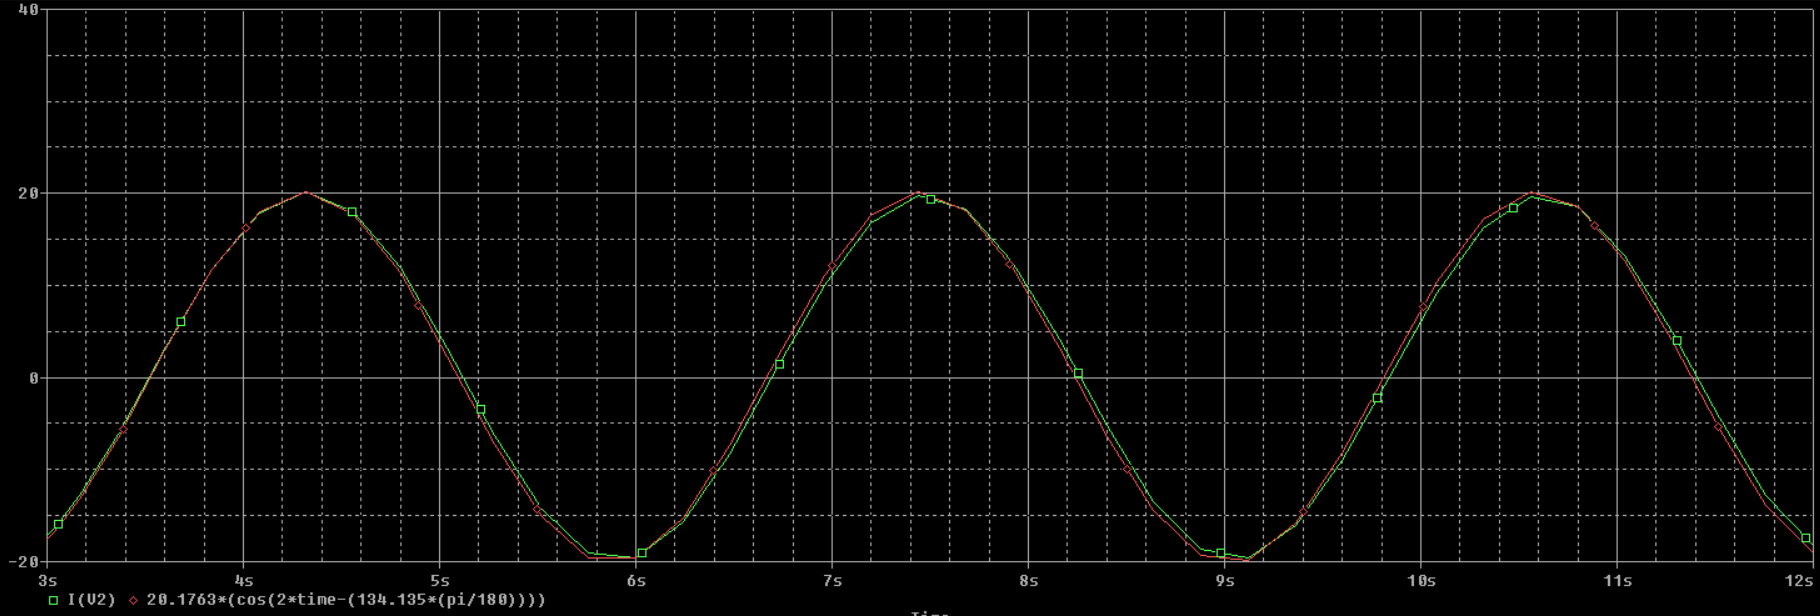 40
20
0
-20
3s 4s 5s 6s 7s 8s 9s 10s 11s 12s
I(V2) 20.1763*(cos(2*time-(134.135*(pi/180))))
Time